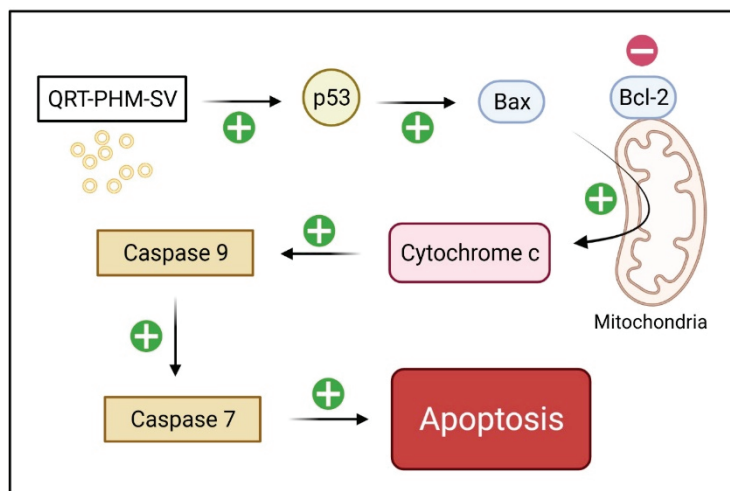 QRT-PHM-SV
p53
Bax
Bcl-2
Mitochondria
Cytochrome c
Caspase 9
Caspase 7
Apoptosis